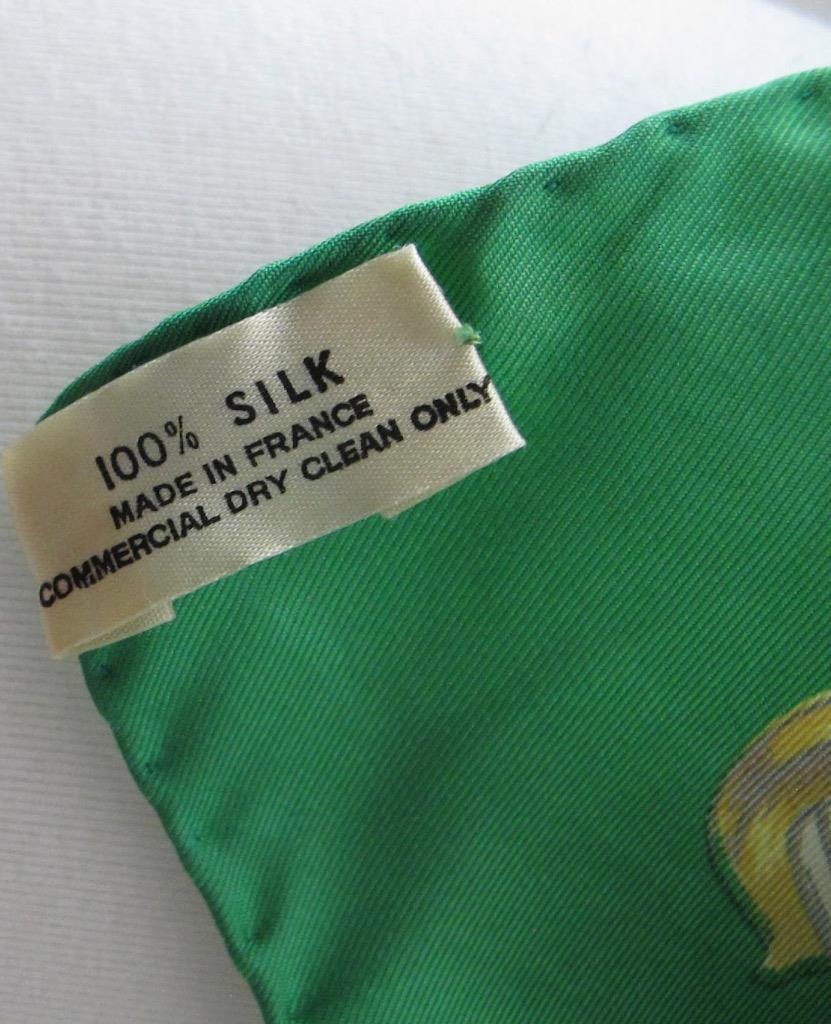 100% SILK
MADE IN FRANCE
COMMERCIAL DRY CLEAN ONLY